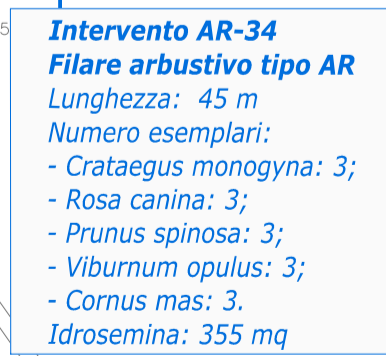 5
Intervento AR-34
Filare arbustivo tipo AR
Lunghezza: 45 m
Numero esemplari:
- Crataegus monogyna: 3;
- Rosa canina: 3;
- Prunus spinosa: 3;
- Viburnum opulus: 3;
- Cornus mas: 3.
Idrosemina: 355 mq